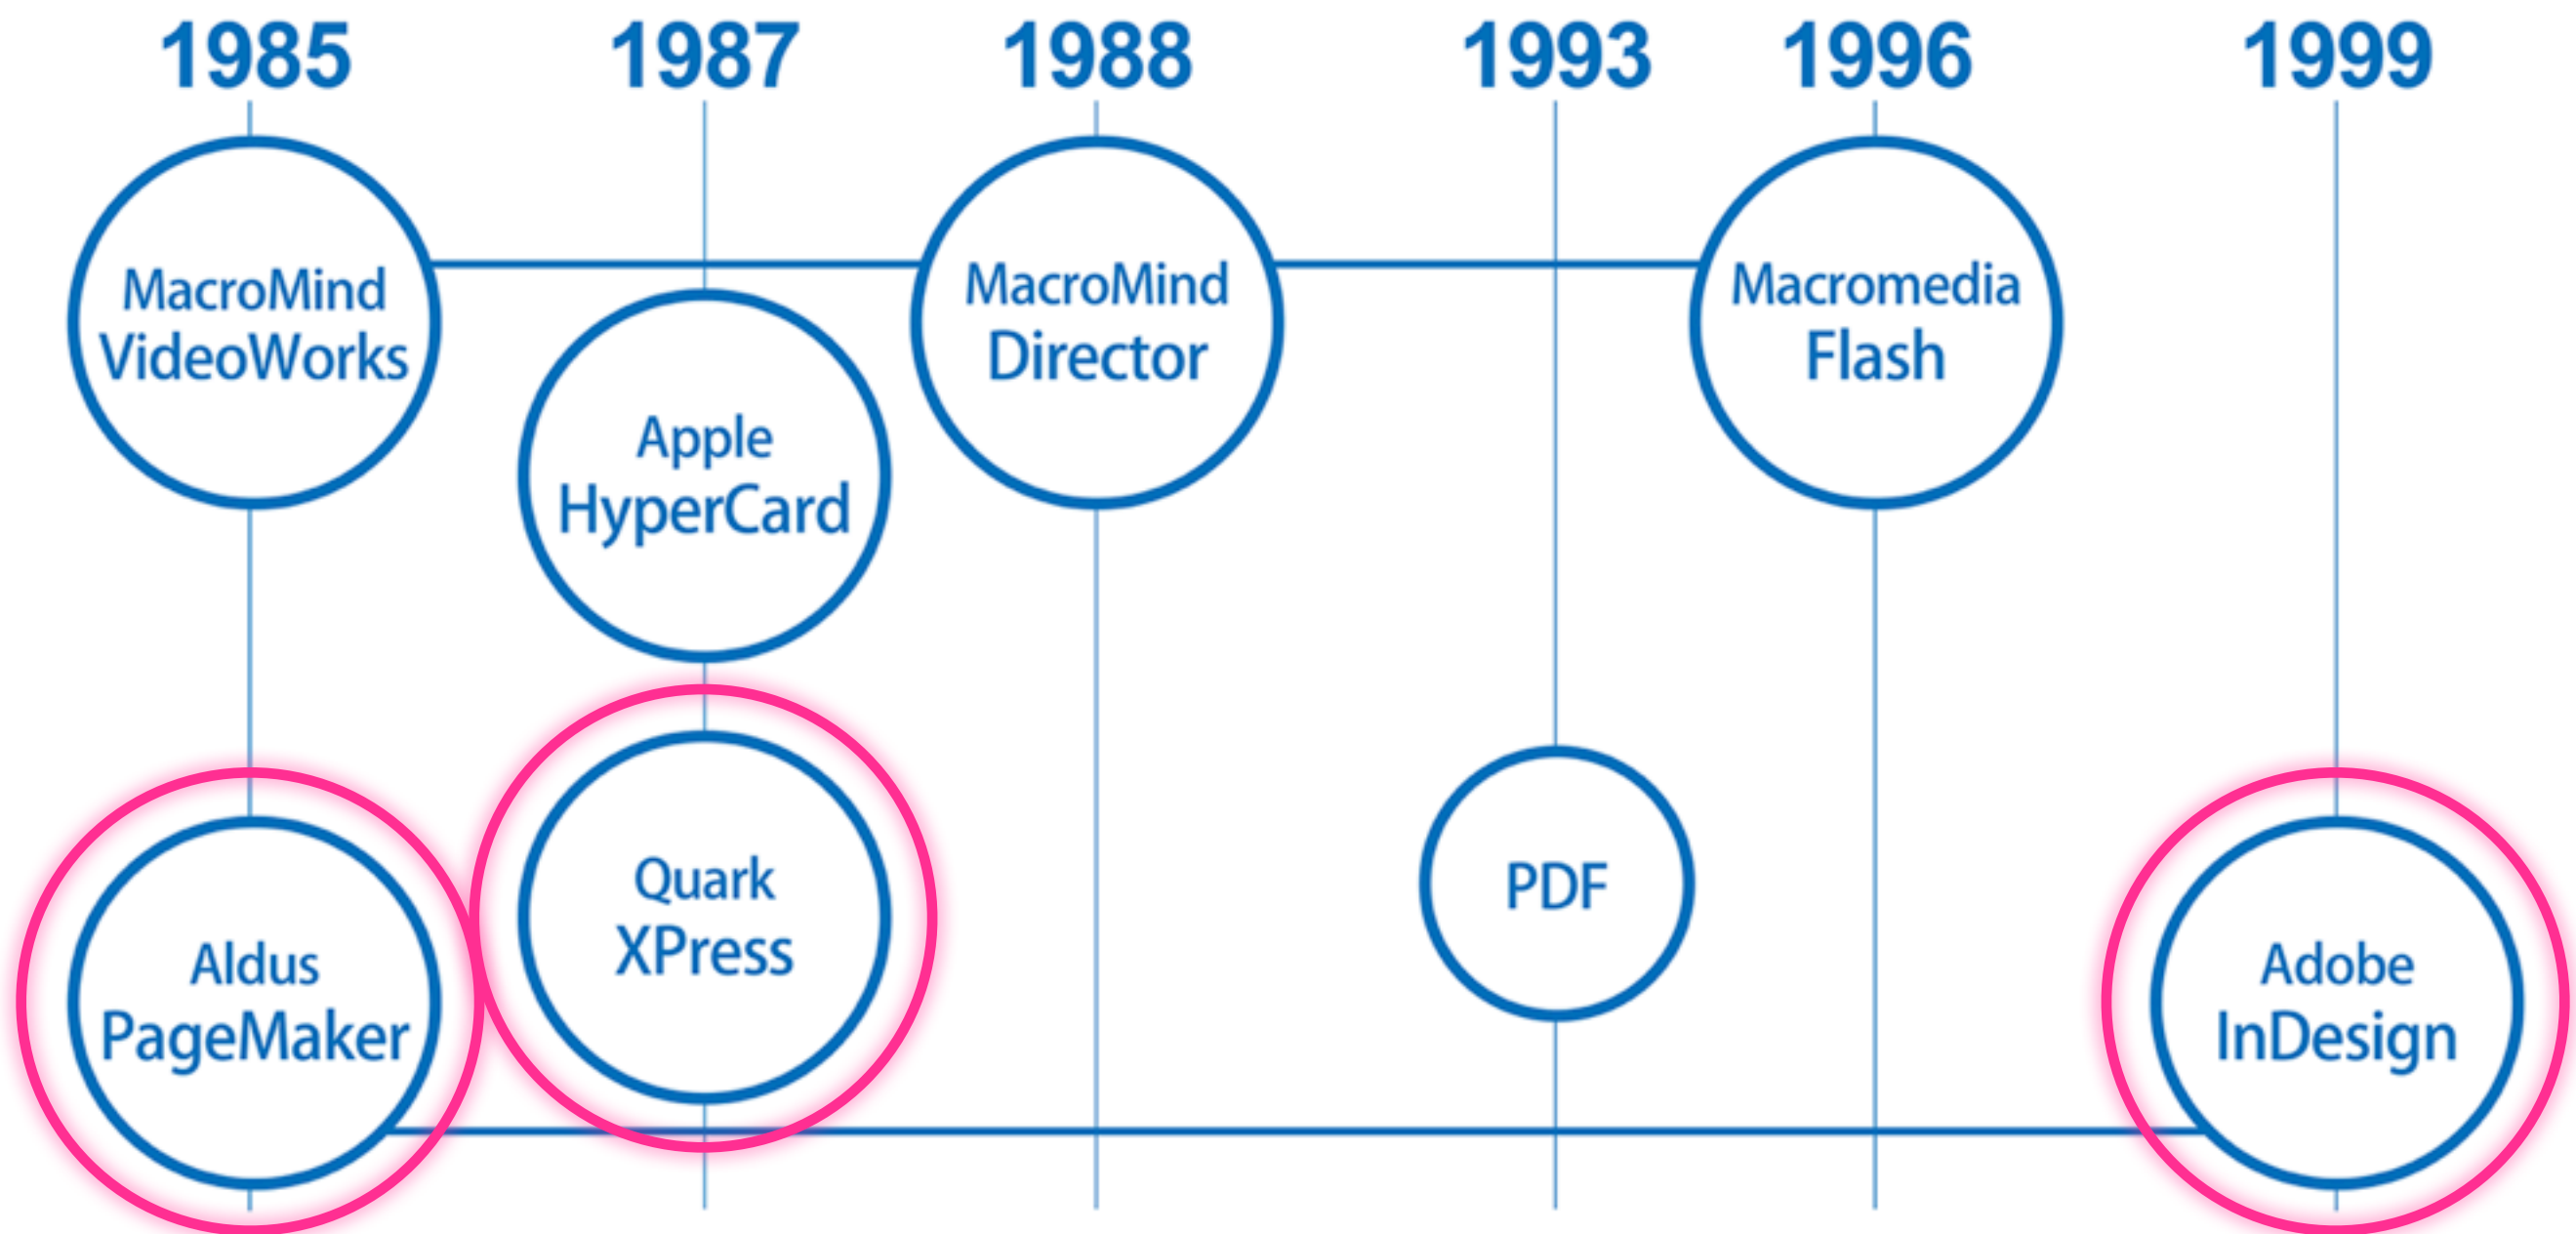 1985 1987 1988 1993 1996 1999
MacroMind
VideoWorks
Apple
HyperCard
MacroMind
Director
Macromedia
Flash
Aldus
PageMaker
Quark
XPress
PDF
Adobe
InDesign